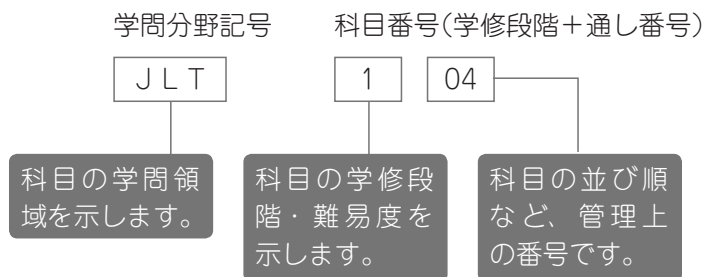 学問分野記号 科目番号(学修段階+通し番号)
JLT 1 04
科目の学問領
域を示します。
科目の学修段
階・難易度を
示します。
科目の並び順
など、管理上
の番号です。